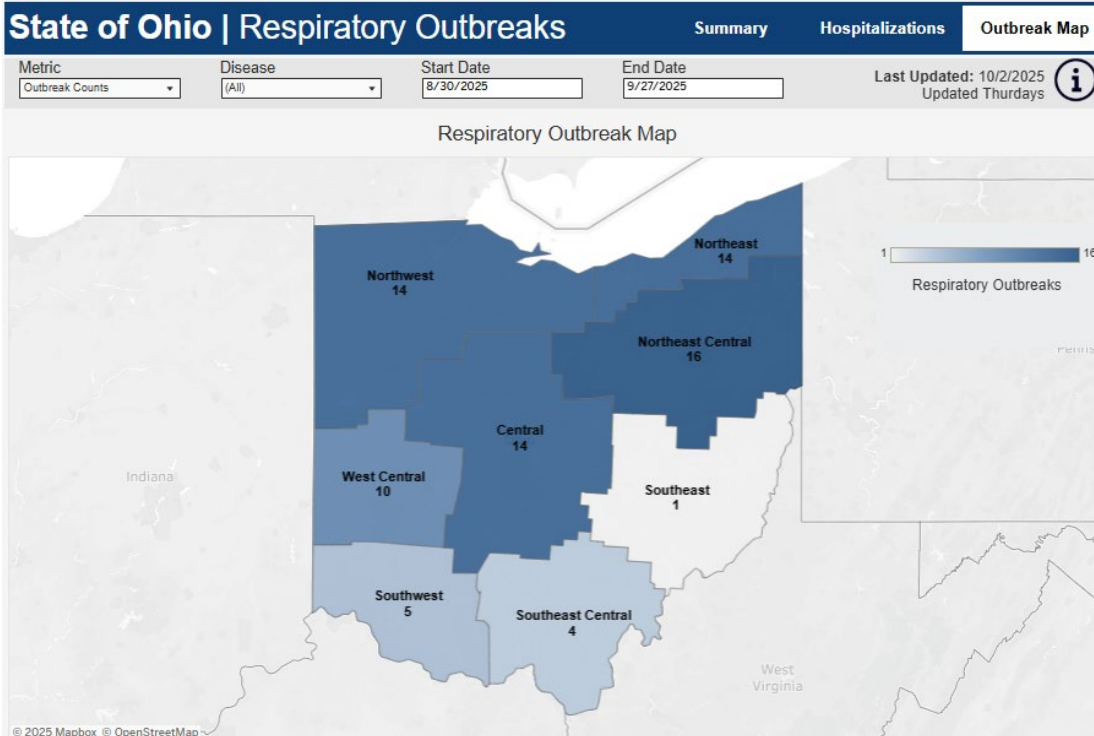 State of Ohio | Respiratory Outbreaks
Summary
Hospitalizations
Outbreak Map
Metric
Outbreak Counts
Disease
(All)
Start Date
8/30/2025
End Date
9/27/2025
Last Updated: 10/2/2025
Updated Thurdays
i
Respiratory Outbreak Map
Northeast
14
Northwest
14
1
16
Respiratory Outbreaks
Northeast Central
16
Central
14
West Central
10
Indiana
Southeast
1
Southwest
5
Southeast Central
4
West
Virginia
© 2025 Mapbox © OpenStreetMap